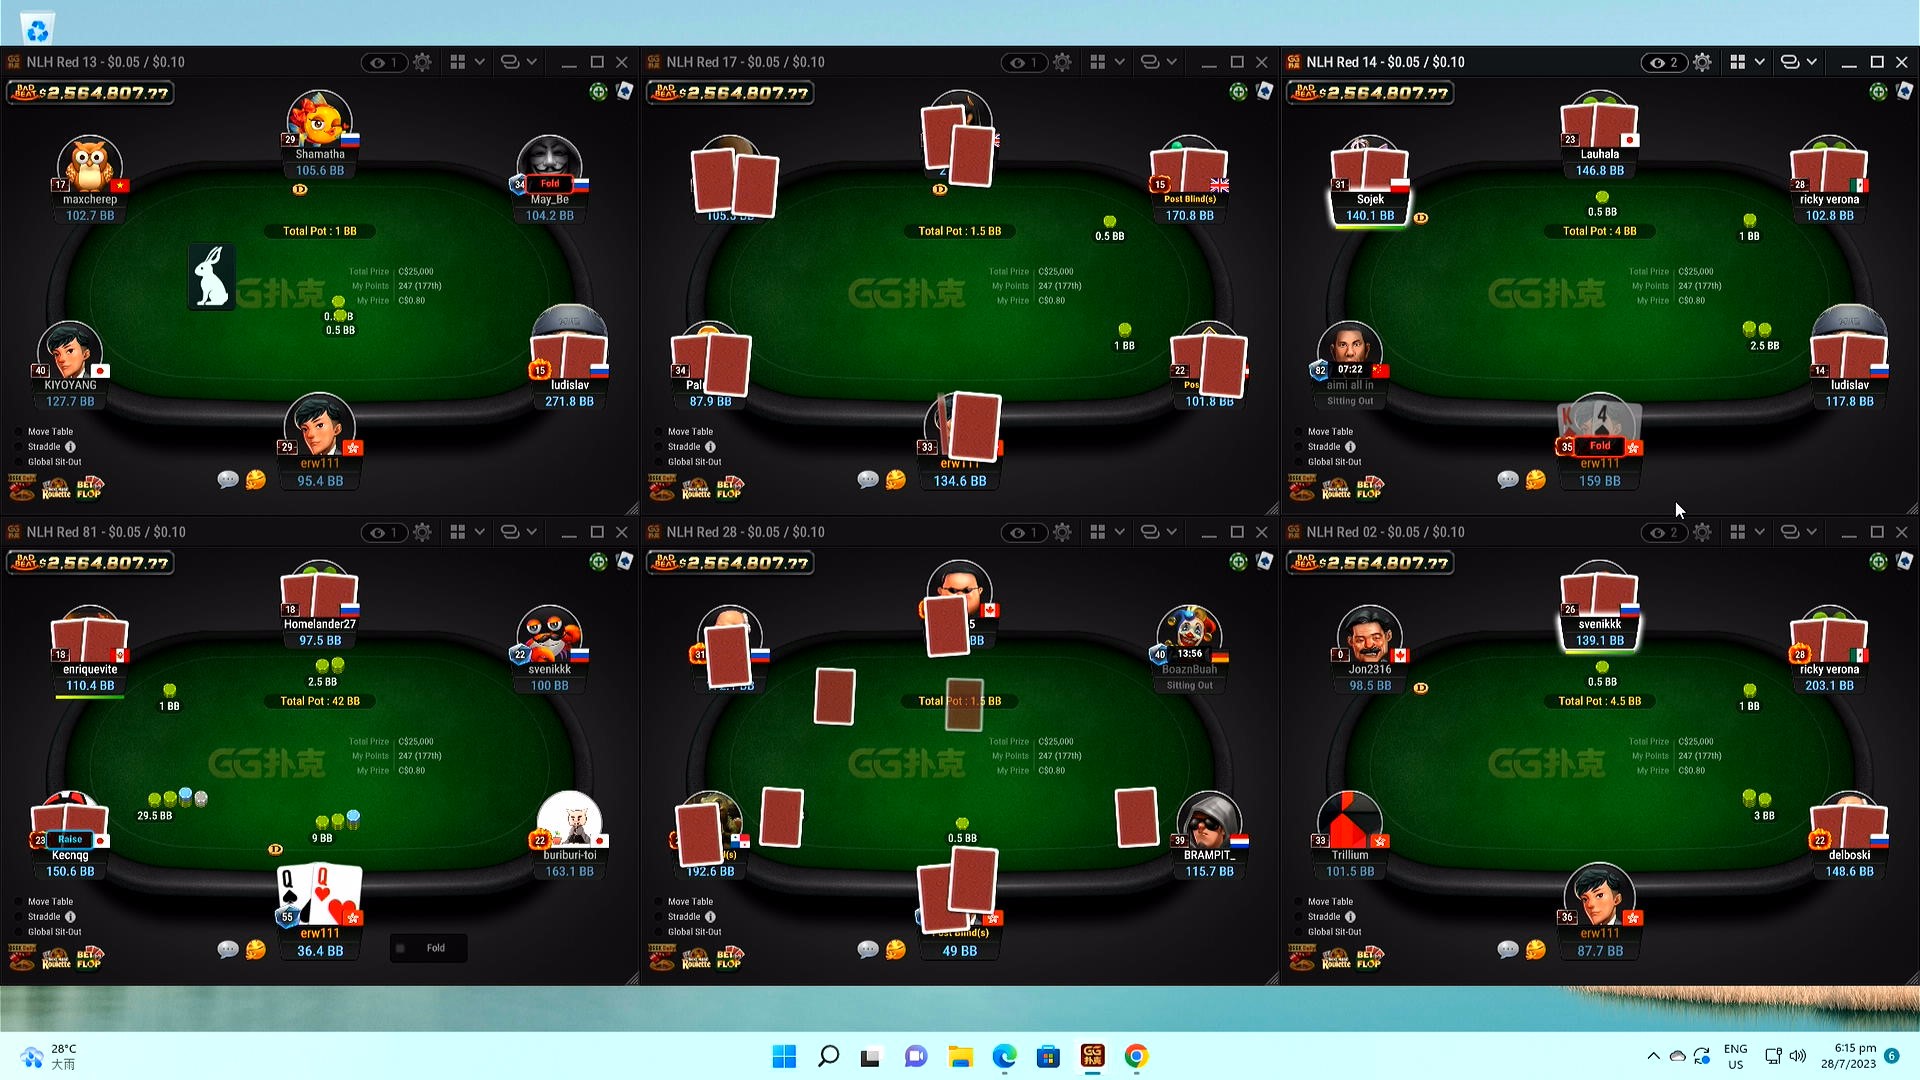 NLH Red 13 - $0.05 / $0.10
1
BAD BEAT $2,564,807.77
29
Shamatha
105.6 BB
17
maxcherep
102.7 BB
34
Fold
May_Be
104.2 BB
D
Total Pot : 1 BB
GG扑克
Total Prize C$25,000
My Points 247 (177th)
My Prize C$0.80
0.5 BB
40
KIYOYANG
127.7 BB
15
ludislav
271.8 BB
29
erw111
95.4 BB
Move Table
Straddle
Global Sit-Out
Roulette
BET FLOP
NLH Red 17 - $0.05 / $0.10
1
BAD BEAT $2,564,807.77
15
Post Blind(s)
170.8 BB
D
Total Pot : 1.5 BB
0.5 BB
GG扑克
Total Prize C$25,000
My Points 247 (177th)
My Prize C$0.80
1 BB
34
87.9 BB
22
101.8 BB
33
erw111
134.6 BB
Move Table
Straddle
Global Sit-Out
Roulette
BET FLOP
NLH Red 14 - $0.05 / $0.10
2
BAD BEAT $2,564,807.77
23
Lauhala
146.8 BB
31
Sojek
140.1 BB
28
ricky verona
102.8 BB
D
0.5 BB
Total Pot : 4 BB
1 BB
GG扑克
Total Prize C$25,000
My Points 247 (177th)
My Prize C$0.80
2.5 BB
82
07:22
aimi all in
Sitting Out
14
ludislav
117.8 BB
K
4
35
Fold
erw111
159 BB
Move Table
Straddle
Global Sit-Out
Roulette
BET FLOP
NLH Red 81 - $0.05 / $0.10
1
BAD BEAT $2,564,807.77
18
Homelander27
97.5 BB
18
enriquevite
110.4 BB
22
svenikkk
100 BB
2.5 BB
1 BB
Total Pot : 42 BB
GG扑克
Total Prize C$25,000
My Points 247 (177th)
My Prize C$0.80
29.5 BB
9 BB
D
23
Raise
Kecnqg
150.6 BB
22
buriburi-toi
163.1 BB
Q
Q
55
erw111
36.4 BB
Fold
Move Table
Straddle
Global Sit-Out
Roulette
BET FLOP
NLH Red 28 - $0.05 / $0.10
1
BAD BEAT $2,564,807.77
31
40
13:56
BoaznBuah
Sitting Out
Total Pot : 1.5 BB
GG扑克
Total Prize C$25,000
My Points 247 (177th)
My Prize C$0.80
0.5 BB
192.6 BB
39
BRAMPIT_
115.7 BB
49 BB
Move Table
Straddle
Global Sit-Out
Roulette
BET FLOP
NLH Red 02 - $0.05 / $0.10
2
BAD BEAT $2,564,807.77
26
svenikkk
139.1 BB
0
Jon2316
98.5 BB
28
ricky verona
203.1 BB
D
0.5 BB
Total Pot : 4.5 BB
1 BB
GG扑克
Total Prize C$25,000
My Points 247 (177th)
My Prize C$0.80
3 BB
33
Trillium
101.5 BB
22
delboski
148.6 BB
36
erw111
87.7 BB
Move Table
Straddle
Global Sit-Out
Roulette
BET FLOP
28°C
大雨
GG扑克
ENG
US
6:15 pm
28/7/2023
6